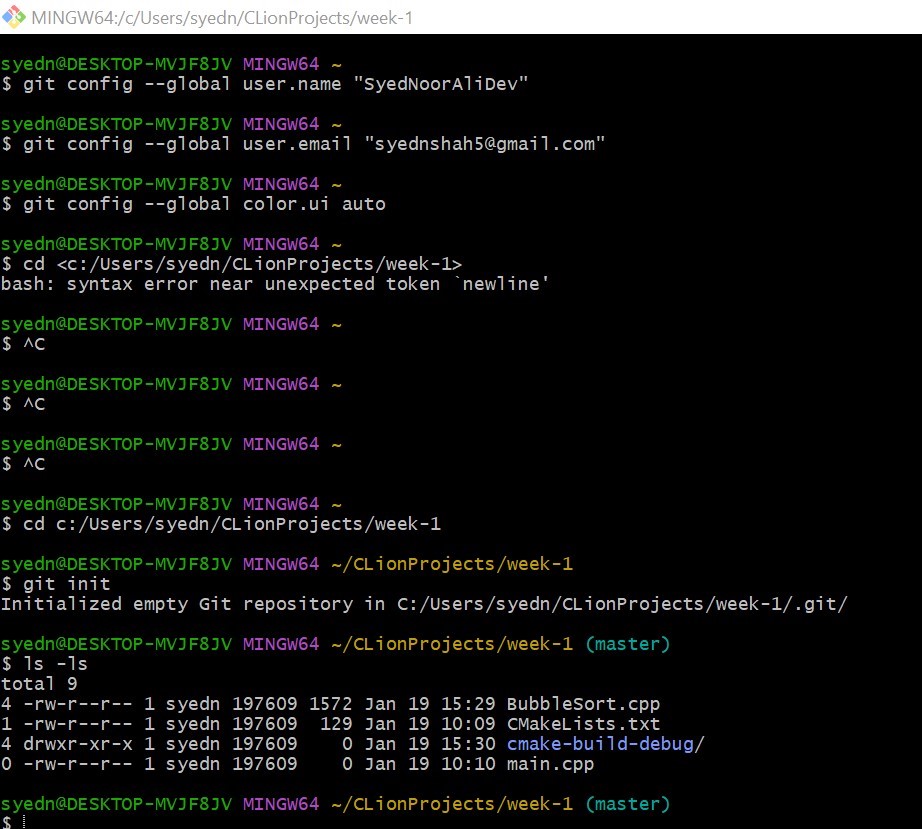 MINGW64:/c/Users/syedn/CLionProjects/week-1
syedn@DESKTOP-MVJF8JV MINGW64 ~
$ git config --global user.name "SyedNoorAliDev"
syedn@DESKTOP-MVJF8JV MINGW64 ~
$ git config --global user.email "syednshah5@gmail.com"
syedn@DESKTOP-MVJF8JV MINGW64 ~
$ git config --global color.ui auto
syedn@DESKTOP-MVJF8JV MINGW64 ~
$ cd <c:/Users/syedn/CLionProjects/week-1>
bash: syntax error near unexpected token `newline'
syedn@DESKTOP-MVJF8JV MINGW64 ~
$ ^C
syedn@DESKTOP-MVJF8JV MINGW64 ~
$ ^C
syedn@DESKTOP-MVJF8JV MINGW64 ~
$ ^C
syedn@DESKTOP-MVJF8JV MINGW64 ~
$ cd c:/Users/syedn/CLionProjects/week-1
syedn@DESKTOP-MVJF8JV MINGW64 ~/CLionProjects/week-1
$ git init
Initialized empty Git repository in C:/Users/syedn/CLionProjects/week-1/.git/
syedn@DESKTOP-MVJF8JV MINGW64 ~/CLionProjects/week-1 (master)
$ ls -ls
total 9
4 -rw-r--r-- 1 syedn 197609 1572 Jan 19 15:29 BubbleSort.cpp
1 -rw-r--r-- 1 syedn 197609  129 Jan 19 10:09 CMakeLists.txt
4 drwxr-xr-x 1 syedn 197609    0 Jan 19 15:30 cmake-build-debug/
0 -rw-r--r-- 1 syedn 197609    0 Jan 19 10:10 main.cpp
syedn@DESKTOP-MVJF8JV MINGW64 ~/CLionProjects/week-1 (master)
$